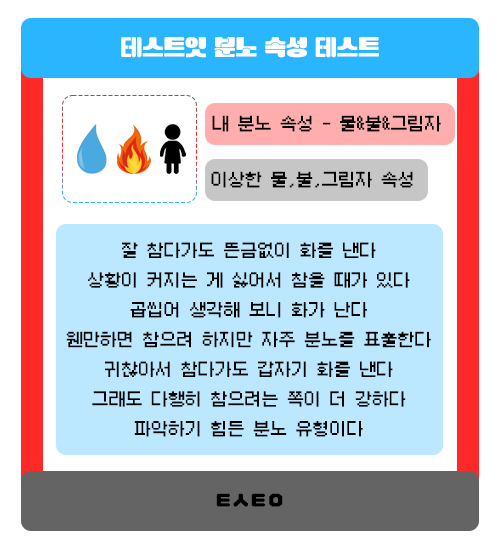 테스트잇 분노 속성 테스트
내 분노 속성 - 물&불&그림자
이상한 물,불,그림자 속성
잘 참다가도 뜬금없이 화를 낸다
상황이 커지는 게 싫어서 참을 때가 있다
곱씹어 생각해 보니 화가 난다
웬만하면 참으려 하지만 자주 분노를 표출한다
귀찮아서 참다가도 갑자기 화를 낸다
그래도 다행히 참으려는 쪽이 더 강하다
파악하기 힘든 분노 유형이다
ㅌㅅㅌㅇ